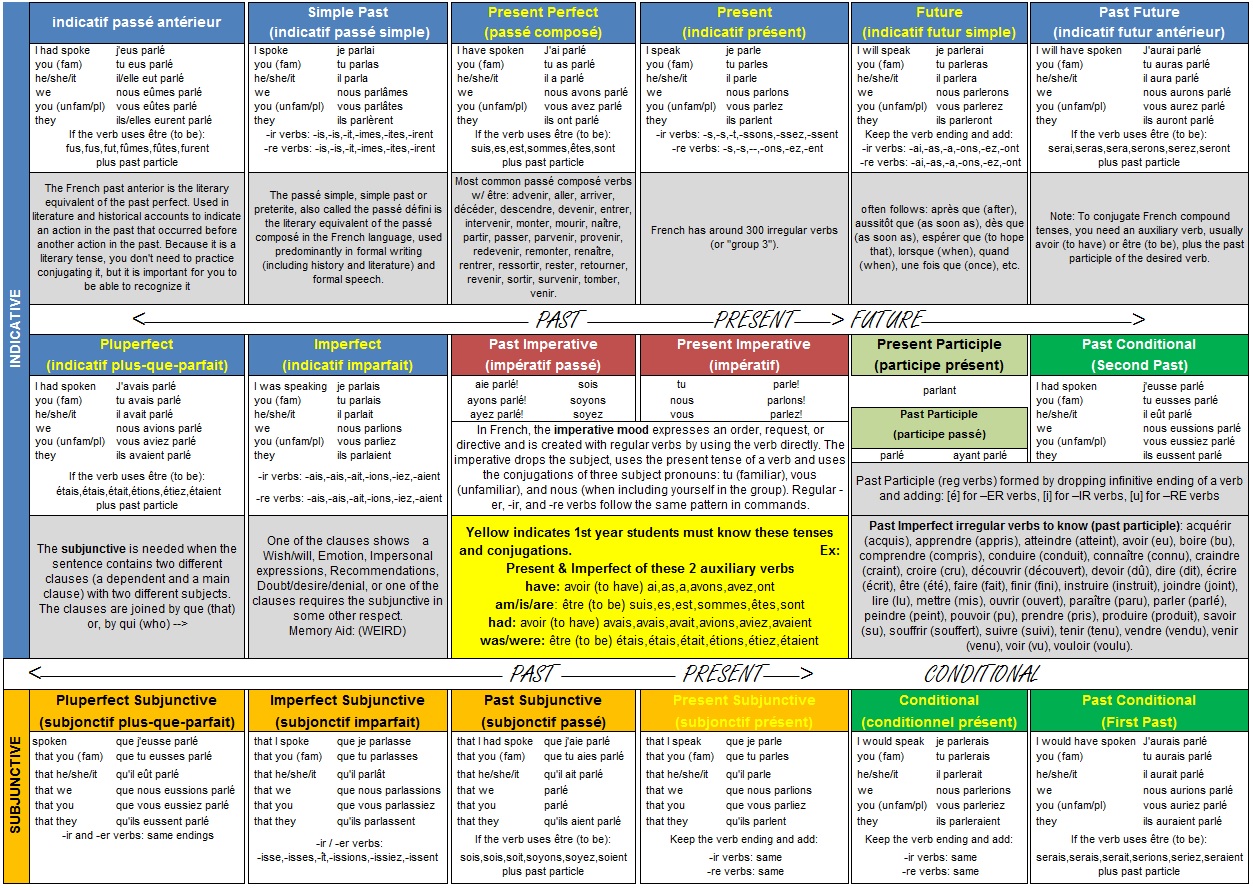 indicatif passé antérieur
I had spoken j'eus parlé
you (fam) tu eus parlé
he/she/it il/elle eut parlé
we nous eûmes parlé
you (unfam/pl) vous eûtes parlé
they ils/elles eurent parlé
If the verb uses être (to be):
fus,fus,fut,fûmes,fûtes,furent
plus past particle
The French past anterior is the literary
equivalent of the past perfect. Used in
literature and historical accounts to indicate
an action in the past that occurred before
another action in the past. Because it is a
literary tense, you don't need to practice
conjugating it, but it is important for you to
be able to recognize it
Simple Past
(indicatif passé simple)
I spoke je parlai
you (fam) tu parlas
he/she/it il parla
we nous parlâmes
you (unfam/pl) vous parlâtes
they ils parlèrent
-ir verbs: -is,-is,-it,-imes,-ites,-irent
-re verbs: -is,-is,-it,-imes,-ites,-irent
The passé simple, simple past or
preterite, also called the passé défini is
the literary equivalent of the passé
composé in the French language, used
predominantly in formal writing
(including history and literature) and
formal speech.
Present Perfect
(passé composé)
I have spoken J'ai parlé
you (fam) tu as parlé
he/she/it il a parlé
we nous avons parlé
you (unfam/pl) vous avez parlé
they ils ont parlé
If the verb uses être (to be):
suis,es,est,sommes,êtes,sont
plus past particle
Most common passé composé verbs
w/ être: advenir, aller, arriver,
décéder, descendre, devenir, entrer,
intervenir, monter, mourir, naître,
partir, passer, parvenir, provenir,
redevenir, remonter, renaître,
rentrer, ressortir, rester, retourner,
revenir, sortir, survenir, tomber,
venir.
Present
(indicatif présent)
I speak je parle
you (fam) tu parles
he/she/it il parle
we nous parlons
you (unfam/pl) vous parlez
they ils parlent
-ir verbs: -s,-s,-t,-ssons,-ssez,-ssent
-re verbs: -s,-s,--,-ons,-ez,-ent
French has around 300 irregular verbs
(or "group 3").
Future
(indicatif futur simple)
I will speak je parlerai
you (fam) tu parleras
he/she/it il parlera
we nous parlerons
you (unfam/pl) vous parlerez
they ils parleront
Keep the verb ending and add:
-ir verbs: -ai,-as,-a,-ons,-ez,-ont
-re verbs: -ai,-as,-a,-ons,-ez,-ont
often follows: après que (after),
aussitôt que (as soon as), dès que
(as soon as), espérer que (to hope
that), lorsque (when), quand
(when), une fois que (once), etc.
Past Future
(indicatif futur antérieur)
I will have spoken J'aurai parlé
you (fam) tu auras parlé
he/she/it il aura parlé
we nous aurons parlé
you (unfam/pl) vous aurez parlé
they ils auront parlé
If the verb uses être (to be):
serai,seras,sera,serons,serez,seront
plus past particle
Note: To conjugate French compound
tenses, you need an auxiliary verb, usually
avoir (to have) or être (to be), plus the past
participle of the desired verb.
INDICATIVE
PAST PRESENT FUTURE
Pluperfect
(indicatif plus-que-parfait)
I had spoken J'avais parlé
you (fam) tu avais parlé
he/she/it il avait parlé
we nous avions parlé
you (unfam/pl) vous aviez parlé
they ils avaient parlé
If the verb uses être (to be):
étais,étais,était,étions,étiez,étaient
plus past particle
The subjunctive is needed when the
sentence contains two different
clauses (a dependent and a main
clause) with two different subjects.
The clauses are joined by que (that)
or, by qui (who) -->
Imperfect
(indicatif imparfait)
I was speaking je parlais
you (fam) tu parlais
he/she/it il parlait
we nous parlions
you (unfam/pl) vous parliez
they ils parlaient
-ir verbs: -ais,-ais,-ait,-ions,-iez,-aient
-re verbs: -ais,-ais,-ait,-ions,-iez,-aient
One of the clauses shows a
Wish/will, Emotion, Impersonal
expressions, Recommendations,
Doubt/desire/denial, or one of the
clauses requires the subjunctive in
some other respect.
Memory Aid: (WEIRD)
Past Imperative
(impératif passé)
aie parlé! sois
ayons parlé! soyons
ayez parlé! soyez
Present Imperative
(impératif)
tu parle!
nous parlons!
vous parlez!
In French, the imperative mood expresses an order, request, or
directive and is created with regular verbs by using the verb directly. The
imperative drops the subject, uses the present tense of a verb and uses
the conjugations of three subject pronouns: tu (familiar), vous
(unfamiliar), and nous (when including yourself in the group). Regular -
er, -ir, and -re verbs follow the same pattern in commands.
Yellow indicates 1st year students must know these tenses
and conjugations. Ex:
Present & Imperfect of these 2 auxiliary verbs
have: avoir (to have) ai,as,a,avons,avez,ont
am/is/are: être (to be) suis,es,est,sommes,êtes,sont
had: avoir (to have) avais,avais,avait,avions,aviez,avaient
was/were: être (to be) étais,étais,était,étions,étiez,étaient
Present Participle
(participe présent)
parlant
Past Participle
(participe passé)
parlé ayant parlé
Past Conditional
(Second Past)
I had spoken j'eusse parlé
you (fam) tu eusses parlé
he/she/it il eût parlé
we nous eussions parlé
you (unfam/pl) vous eussiez parlé
they ils eussent parlé
Past Participle (reg verbs) formed by dropping infinitive ending of a verb
and adding: [é] for –ER verbs, [i] for –IR verbs, [u] for –RE verbs
Past Imperfect irregular verbs to know (past participle): acquérir
(acquis), apprendre (appris), atteindre (atteint), avoir (eu), boire (bu),
comprendre (compris), conduire (conduit), connaître (connu), craindre
(craint), croire (cru), découvrir (découvert), devoir (dû), dire (dit), écrire
(écrit), être (été), faire (fait), finir (fini), instruire (instruit), joindre (joint),
lire (lu), mettre (mis), ouvrir (ouvert), paraître (paru), parler (parlé),
peindre (peint), pouvoir (pu), prendre (pris), produire (produit), savoir
(su), souffrir (souffert), suivre (suivi), tenir (tenu), vendre (vendu), venir
(venu), voir (vu), vouloir (voulu).
PAST PRESENT CONDITIONAL
SUBJUNCTIVE
Pluperfect Subjunctive
(subjonctif plus-que-parfait)
spoken que j'eusse parlé
that you (fam) que tu eusses parlé
that he/she/it qu'il eût parlé
that we que nous eussions parlé
that you que vous eussiez parlé
that they qu'ils eussent parlé
-ir and -er verbs: same endings
Imperfect Subjunctive
(subjonctif imparfait)
that I spoke que je parlasse
that you (fam) que tu parlasses
that he/she/it qu'il parlât
that we que nous parlassions
that you que vous parlassiez
that they qu'ils parlassent
-ir / -er verbs:
-isse,-isses,-ît,-issions,-issiez,-issent
Past Subjunctive
(subjonctif passé)
that I had spoke que j'aie parlé
that you (fam) que tu aies parlé
that he/she/it qu'il ait parlé
that we parlé
that you parlé
that they qu'ils aient parlé
If the verb uses être (to be):
sois,sois,soit,soyons,soyez,soient
plus past particle
Present Subjunctive
(subjonctif présent)
that I speak que je parle
that you (fam) que tu parles
that he/she/it qu'il parle
that we que nous parlions
that you que vous parliez
that they qu'ils parlent
Keep the verb ending and add:
-ir verbs: same
-re verbs: same
Conditional
(conditionnel présent)
I would speak je parlerais
you (fam) tu parlerais
he/she/it il parlerait
we nous parlerions
you (unfam/pl) vous parleriez
they ils parleraient
Keep the verb ending and add:
-ir verbs: same
-re verbs: same
Past Conditional
(First Past)
I would have spoken J'aurais parlé
you (fam) tu aurais parlé
he/she/it il aurait parlé
we nous aurions parlé
you (unfam/pl) vous auriez parlé
they ils auraient parlé
If the verb uses être (to be):
serais,serais,serait,serions,seriez,seraient
plus past particle